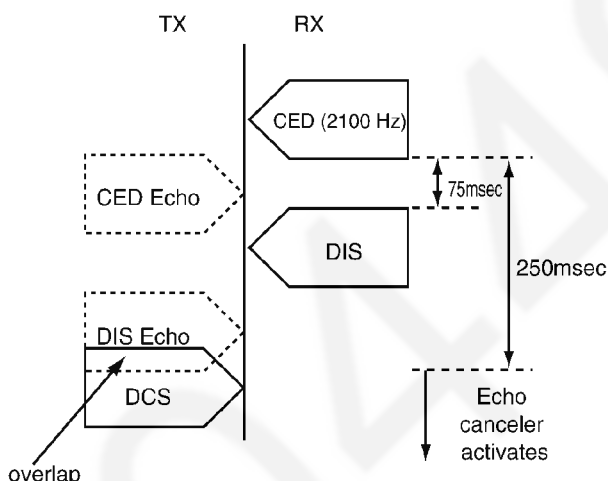 TX RX
CED (2100 Hz)
CED Echo
75msec
DIS
250msec
DIS Echo
DCS
Echo
canceler
activates
overlap